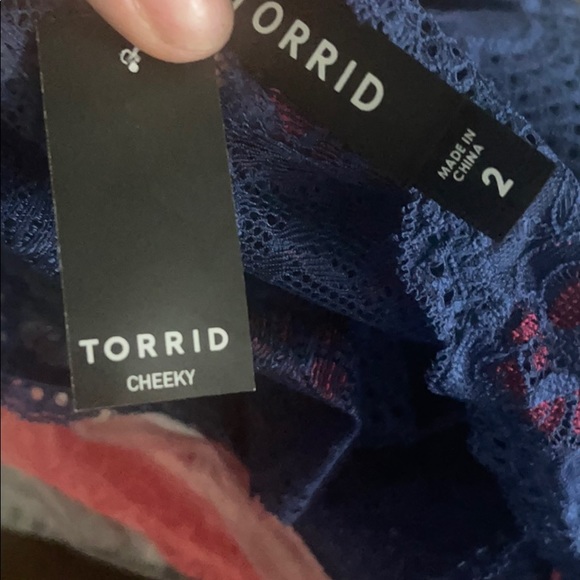 TORRID
MADE IN
CHINA
2
TORRID
CHEEKY